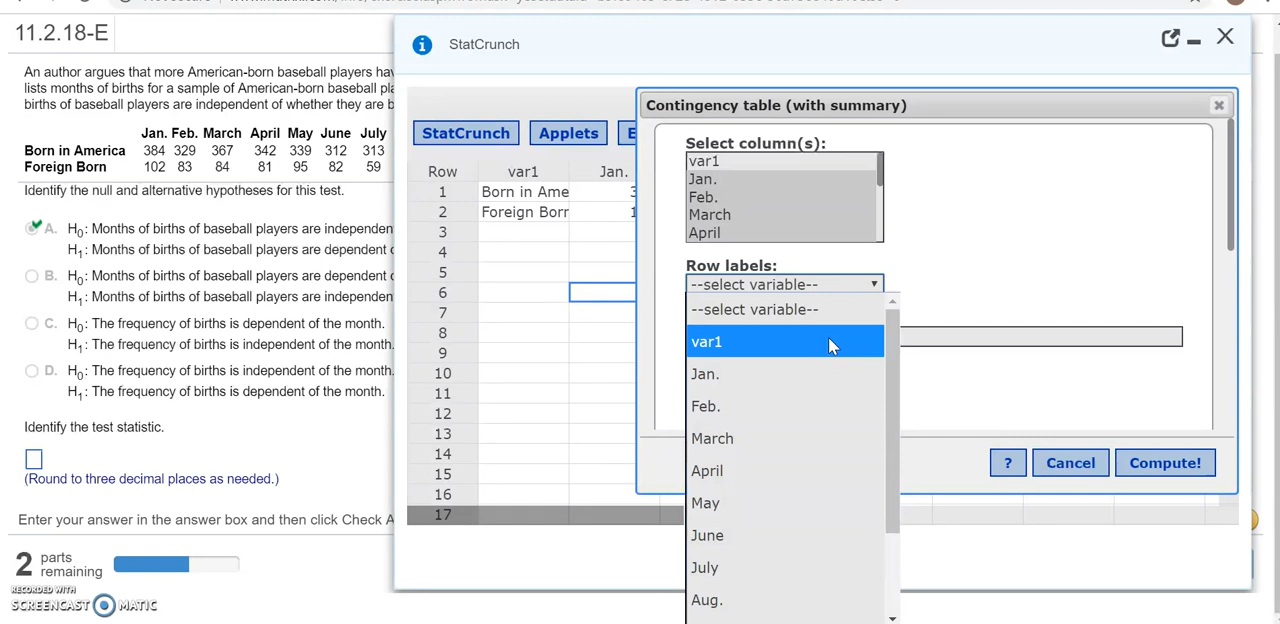 11.2.18-E
StatCrunch
An author argues that more American-born baseball players
lists months of births for a sample of American-born baseball
births of baseball players are independent of whether they are
Jan. Feb. March April May June July
Born in America 384 329 367 342 339 312 313
Foreign Born 102 83 84 81 95 82 59
Identify the null and alternative hypotheses for this test.
A. H0: Months of births of baseball players are independen
H1: Months of births of baseball players are dependent
B. H0: Months of births of baseball players are dependent
H1: Months of births of baseball players are independen
C. H0: The frequency of births is dependent of the month.
H1: The frequency of births is independent of the month.
D. H0: The frequency of births is independent of the month.
H1: The frequency of births is dependent of the month.
Identify the test statistic.
(Round to three decimal places as needed.)
Enter your answer in the answer box and then click Check
2 parts
remaining
RECORDED WITH
SCREENCAST MATIC
StatCrunch Applets E
Row var1 Jan.
1 Born in Ame 3
2 Foreign Borr 1
3
4
5
6
7
8
9
10
11
12
13
14
15
16
17
Contingency table (with summary)
Select column(s):
var1
Jan.
Feb.
March
April
Row labels:
--select variable--
--select variable--
var1
Jan.
Feb.
March
April
May
June
July
Aug.
? Cancel Compute!